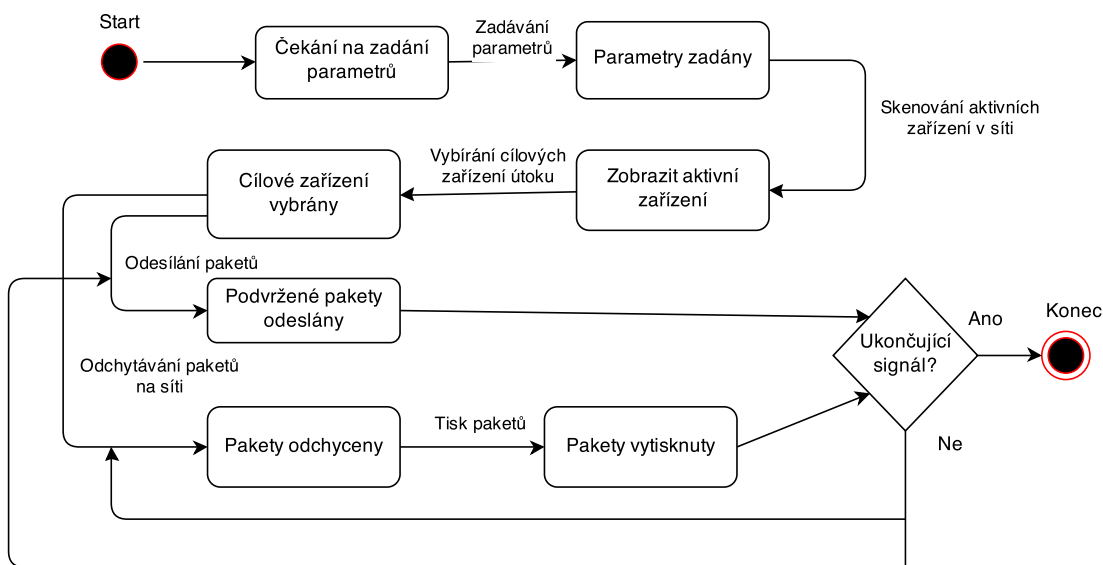 Start
Čekání na zadání
parametrů
Zadávání
parametrů
Parametry zadány
Skenování aktivních
zařízení v síti
Zobrazit aktivní
zařízení
Vybírání cílových
zařízení útoku
Cílové zařízení
vybrány
Odesílání paketů
Podvržené pakety
odeslány
Odchytávání paketů
na síti
Pakety odchyceny
Tisk paketů
Pakety vytisknuty
Ukončující
signál?
Ano
Konec
Ne